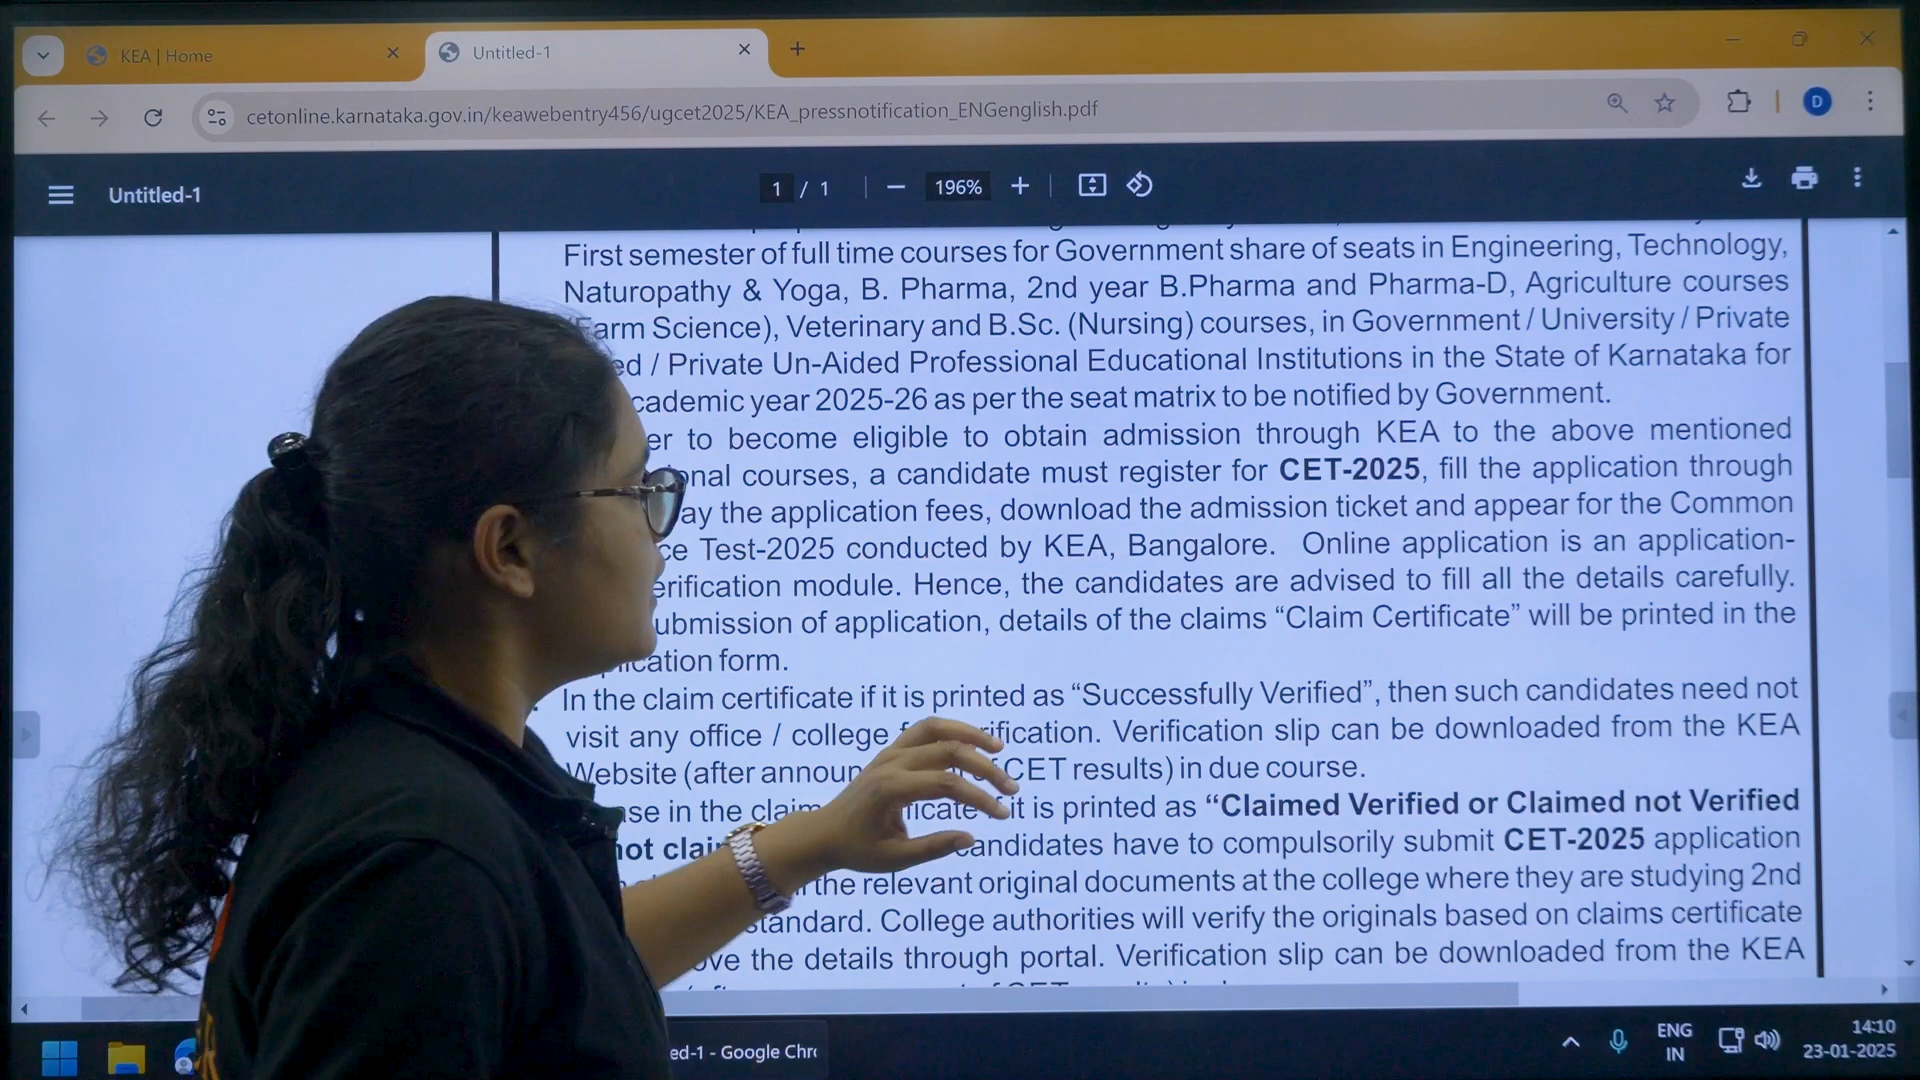 KEA | Home
Untitled-1
cetonline.karnataka.gov.in/keawebentry456/ugcet2025/KEA_pressnotification_ENGenglish.pdf
D
Untitled-1
1 / 1
196%
First semester of full time courses for Government share of seats in Engineering, Technology,
Naturopathy & Yoga, B. Pharma, 2nd year B.Pharma and Pharma-D, Agriculture courses
Farm Science), Veterinary and B.Sc. (Nursing) courses, in Government / University / Private
ed / Private Un-Aided Professional Educational Institutions in the State of Karnataka for
cademic year 2025-26 as per the seat matrix to be notified by Government.
er to become eligible to obtain admission through KEA to the above mentioned
onal courses, a candidate must register for CET-2025, fill the application through
ay the application fees, download the admission ticket and appear for the Common
ce Test-2025 conducted by KEA, Bangalore. Online application is an application-
erification module. Hence, the candidates are advised to fill all the details carefully.
ubmission of application, details of the claims “Claim Certificate” will be printed in the
ication form.
In the claim certificate if it is printed as “Successfully Verified”, then such candidates need not
visit any office / college rification. Verification slip can be downloaded from the KEA
Website (after announ of CET results) in due course.
ase in the claim ificate if it is printed as “Claimed Verified or Claimed not Verified
not clai candidates have to compulsorily submit CET-2025 application
the relevant original documents at the college where they are studying 2nd
standard. College authorities will verify the originals based on claims certificate
ove the details through portal. Verification slip can be downloaded from the KEA
ed-1 - Google Chr
ENG
IN
14:10
23-01-2025